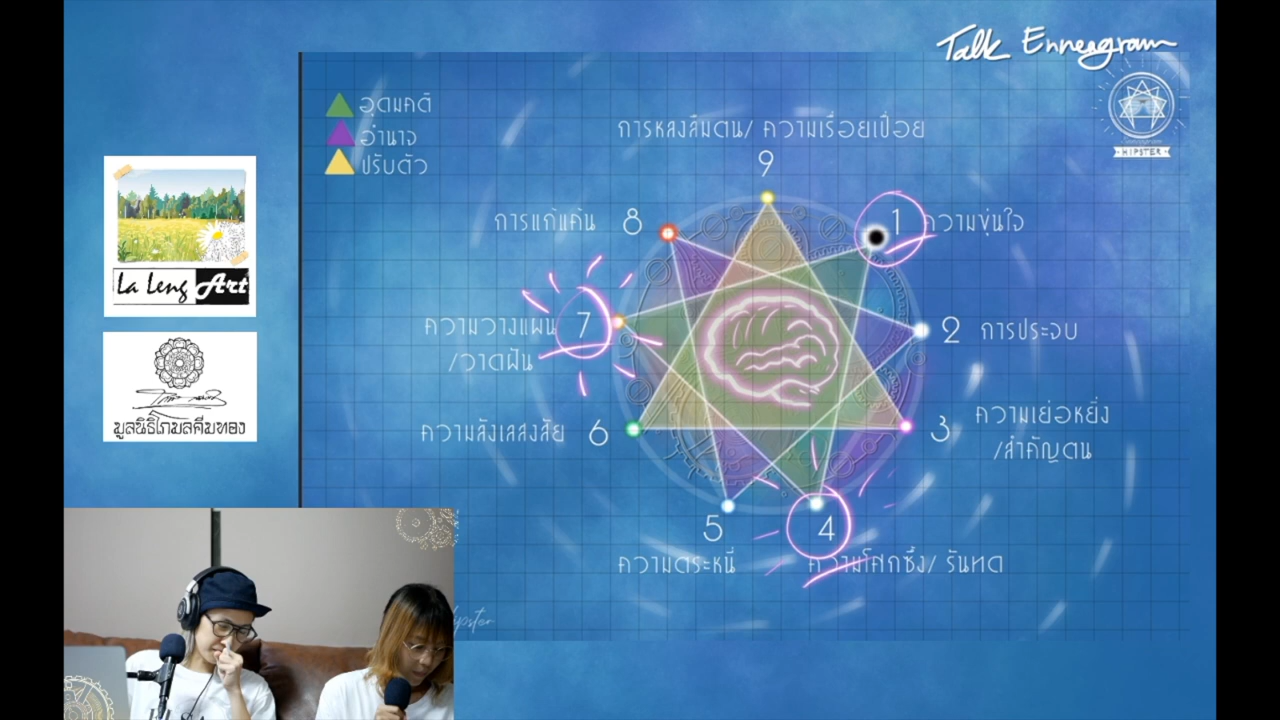 Talk Enneagram
อุดมคติ
อำนาจ
ปรับตัว
HIPSTER
การหลงลืมตน/ ความเรื่อยเปื่อย
9
การแก้แค้น 8
1 ความขุ่นใจ
ความวางแผน 7
/วาดฝัน
2 การประจบ
ความลังเลสงสัย 6
3 ความเย่อหยิ่ง
/สำคัญตน
5
ความตระหนี่
4
ความโศกซึ้ง/ รันทด
La Leng Art
มูลนิธิโกมลคีมทอง